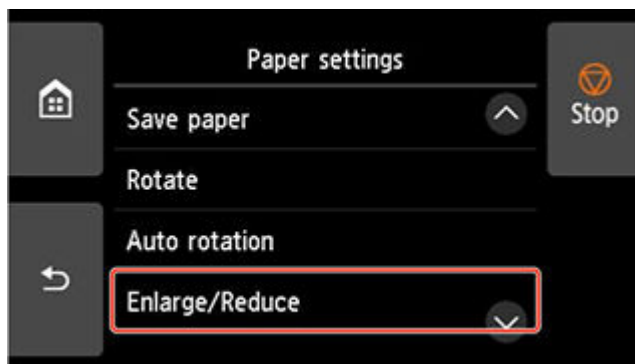 Paper settings
Save paper
Stop
Rotate
Auto rotation
Enlarge/Reduce